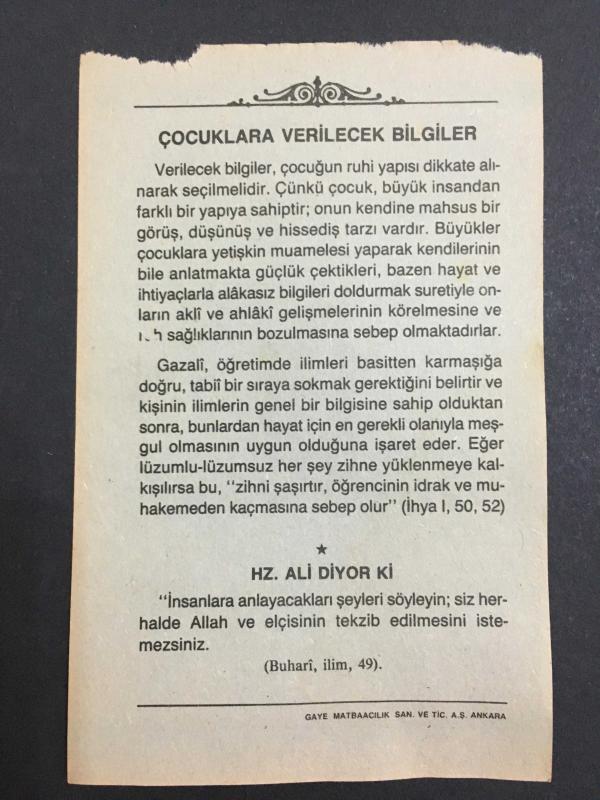 ÇOCUKLARA VERİLECEK BİLGİLER
Verilecek bilgiler, çocuğun ruhi yapısı dikkate alı-
narak seçilmelidir. Çünkü çocuk, büyük insandan
farklı bir yapıya sahiptir; onun kendine mahsus bir
görüş, düşünüş ve hissediş tarzı vardır. Büyükler
çocuklara yetişkin muamelesi yaparak kendilerinin
bile anlatmakta güçlük çektikleri, bazen hayat ve
ihtiyaçlarla alâkasız bilgileri doldurmak suretiyle on-
ların aklî ve ahlâkî gelişmelerinin körelmesine ve
sağlıklarının bozulmasına sebep olmaktadırlar.
Gazalî, öğretimde ilimleri basitten karmaşığa
doğru, tabiî bir sıraya sokmak gerektiğini belirtir ve
kişinin ilimlerin genel bir bilgisine sahip olduktan
sonra, bunlardan hayat için en gerekli olanıyla meş-
gul olmasının uygun olduğuna işaret eder. Eğer
lüzumlu-lüzumsuz her şey zihne yüklenmeye kal-
kışılırsa bu, "zihni şaşırtır, öğrencinin idrak ve mu-
hakemeden kaçmasına sebep olur" (İhya I, 50, 52)
★
HZ. ALİ DİYOR Kİ
"İnsanlara anlayacakları şeyleri söyleyin; siz her-
halde Allah ve elçisinin tekzib edilmesini iste-
mezsiniz.
(Buharî, ilim, 49).
GAYE MATBAACILIK SAN. VE TİC. A.Ş. ANKARA